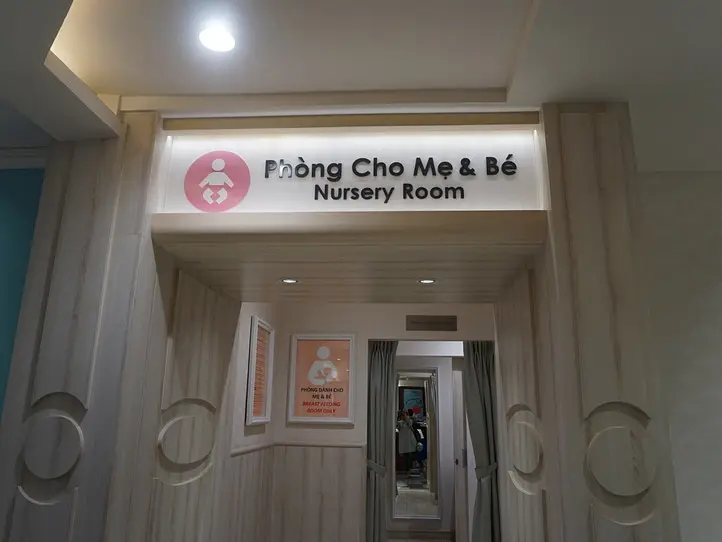 Phòng Cho Mẹ & Bé
Nursery Room
PHÒNG DÀNH CHO
MẸ & BÉ
BREAST FEEDING
ROOM ONLY